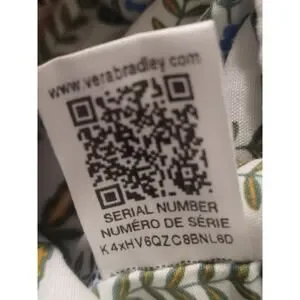 www.verabradley.com
SERIAL NUMBER
NUMÉRO DE SÉRIE
K4xHV6QZC8BNL6D